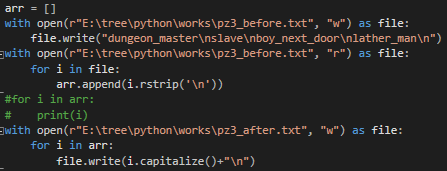 arr = []
with open(r"E:\tree\python\works\pz3_before.txt", "w") as file:
    file.write("dungeon_master\nslave\nboy_next_door\nlather_man\n")
with open(r"E:\tree\python\works\pz3_before.txt", "r") as file:
    for i in file:
        arr.append(i.rstrip('\n'))
#for i in arr:
#    print(i)
with open(r"E:\tree\python\works\pz3_after.txt", "w") as file:
    for i in arr:
        file.write(i.capitalize()+"\n")